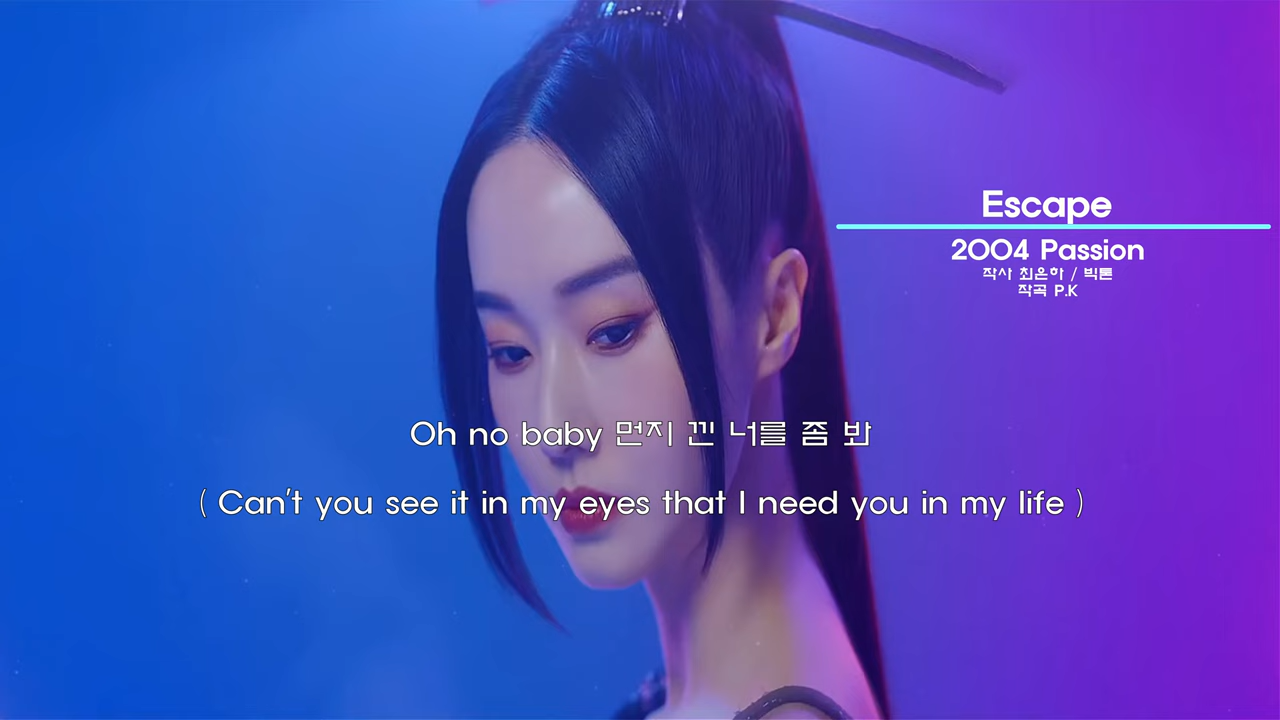 Escape
2004 Passion
작사 최은하 / 빅톤
작곡 P.K
Oh no baby 먼지 낀 너를 좀 봐
( Can't you see it in my eyes that I need you in my life )